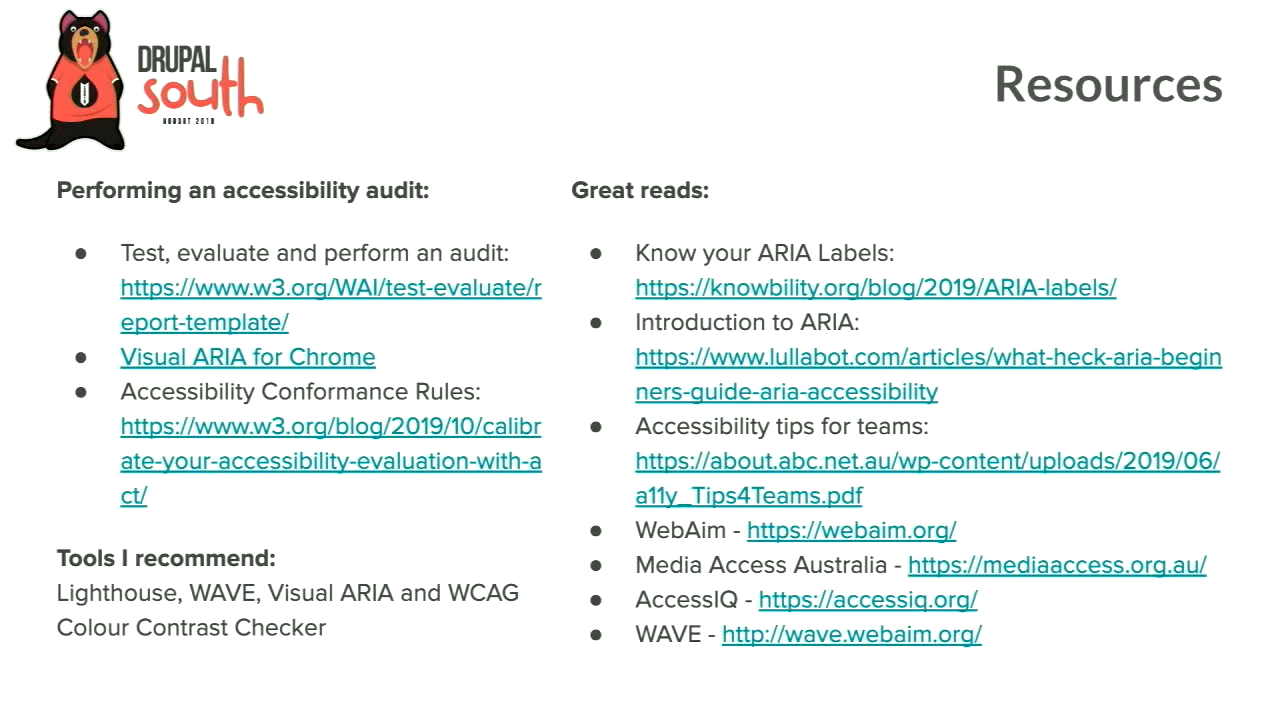 DRUPAL
south
AUGUST 2019
Resources
Performing an accessibility audit:
● Test, evaluate and perform an audit:
https://www.w3.org/WAI/test-evaluate/r
eport-template/
● Visual ARIA for Chrome
● Accessibility Conformance Rules:
https://www.w3.org/blog/2019/10/calibr
ate-your-accessibility-evaluation-with-a
ct/
Tools I recommend:
Lighthouse, WAVE, Visual ARIA and WCAG
Colour Contrast Checker
Great reads:
● Know your ARIA Labels:
https://knowbility.org/blog/2019/ARIA-labels/
● Introduction to ARIA:
https://www.lullabot.com/articles/what-heck-aria-begin
ners-guide-aria-accessibility
● Accessibility tips for teams:
https://about.abc.net.au/wp-content/uploads/2019/06/
a11y_Tips4Teams.pdf
● WebAim - https://webaim.org/
● Media Access Australia - https://mediaaccess.org.au/
● AccessIQ - https://accessiq.org/
● WAVE - http://wave.webaim.org/